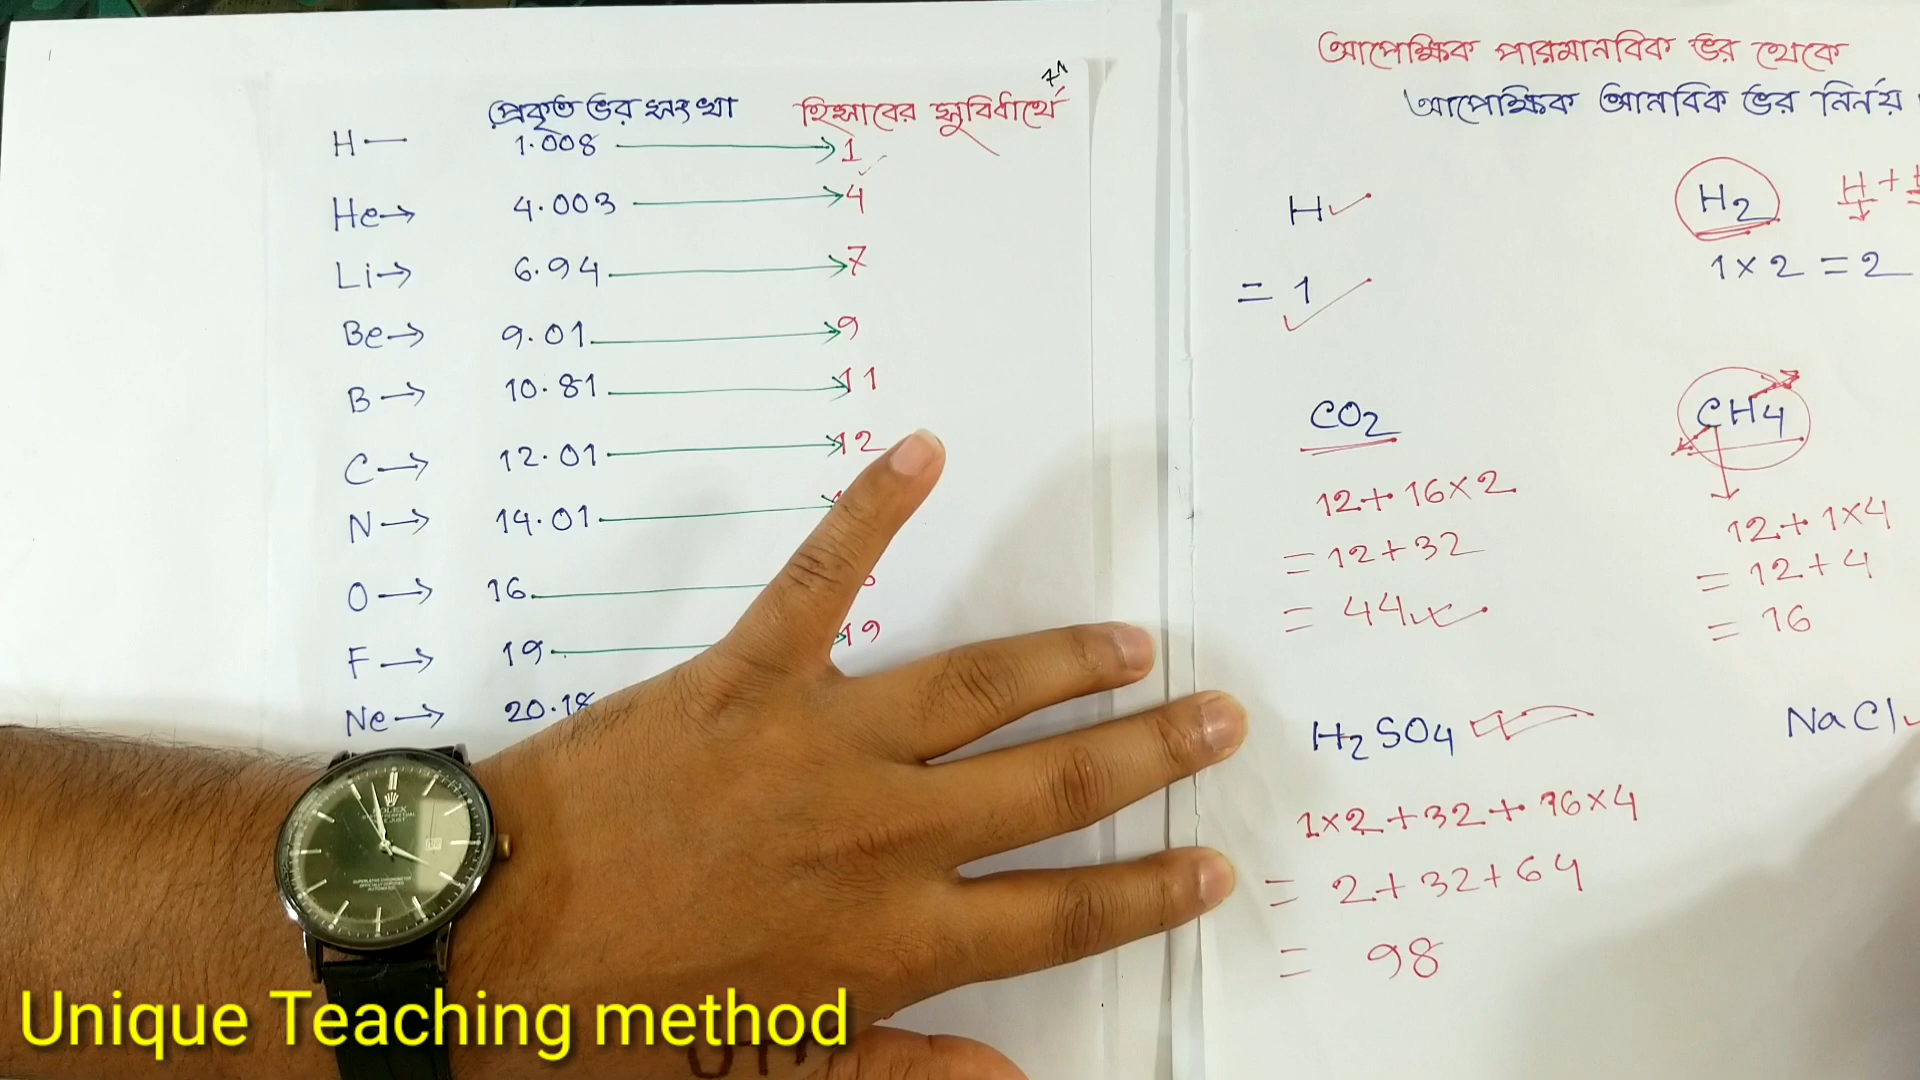 প্রকৃত ভর সংখ্যা হিসাবের সুবিধার্থে
H— 1.008 → 1
He→ 4.003 → 4
Li→ 6.94 → 7
Be→ 9.01 → 9
B→ 10.81 → 11
C→ 12.01 → 12
N→ 14.01
O→ 16.
F→ 19 → 19
Ne→ 20.18
আপেক্ষিক পারমানবিক ভর থেকে
আপেক্ষিক আনবিক ভর নির্নয়
H✓
= 1
H2 H +
1 × 2 = 2
CO2
12 + 16×2
= 12+32
= 44
CH4
12 + 1×4
= 12 + 4
= 16
H2SO4
1×2 + 32 + 16×4
= 2+32+64
= 98
NaCl
ROLEX
Unique Teaching method